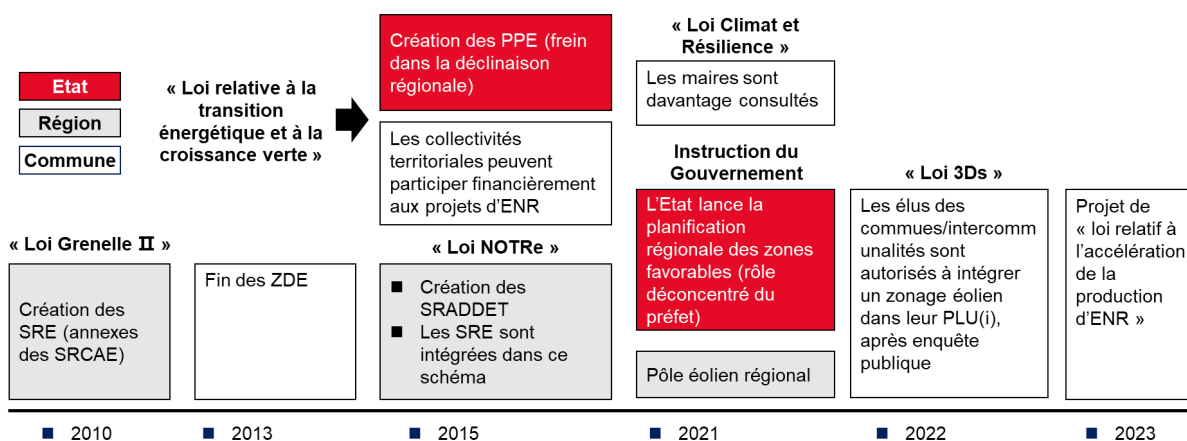 Etat
Région
Commune
« Loi relative à la
transition
énergétique et à la
croissance verte »
Création des PPE (frein
dans la déclinaison
régionale)
Les collectivités
territoriales peuvent
participer financièrement
aux projets d’ENR
« Loi Climat et
Résilience »
Les maires sont
davantage consultés
« Loi Grenelle II »
Création des
SRE (annexes
des SRCAE)
Fin des ZDE
« Loi NOTRe »
Création des
SRADDET
Les SRE sont
intégrées dans ce
schéma
Instruction du
Gouvernement
L’Etat lance la
planification
régionale des zones
favorables (rôle
déconcentré du
préfet)
Pôle éolien régional
« Loi 3Ds »
Les élus des
commues/intercomm
unalités sont
autorisés à intégrer
un zonage éolien
dans leur PLU(i),
après enquête
publique
Projet de
« loi relatif à
l’accélération
de la
production
d’ENR »
2010
2013
2015
2021
2022
2023